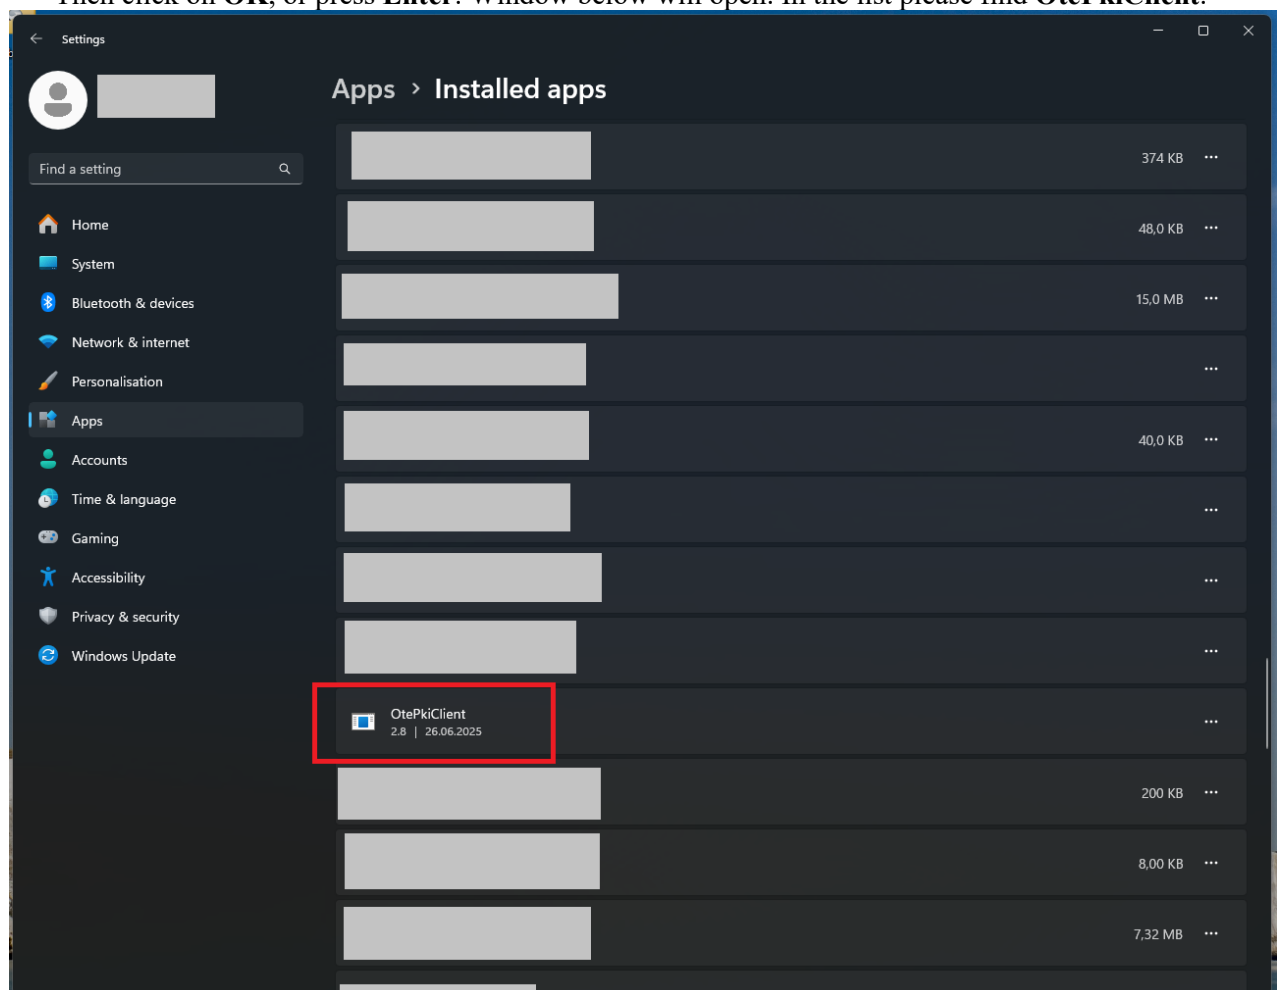 Then click on OK, or press Enter. Window below will open. In the list please find OtePkiClient.
Settings
Apps > Installed apps
Find a setting
374 KB
48,0 KB
Home
System
15,0 MB
Bluetooth & devices
Network & internet
Personalisation
Apps
40,0 KB
Accounts
Time & language
Gaming
Accessibility
Privacy & security
Windows Update
OtePkiClient
2.8 | 26.06.2025
200 KB
8,00 KB
7,32 MB